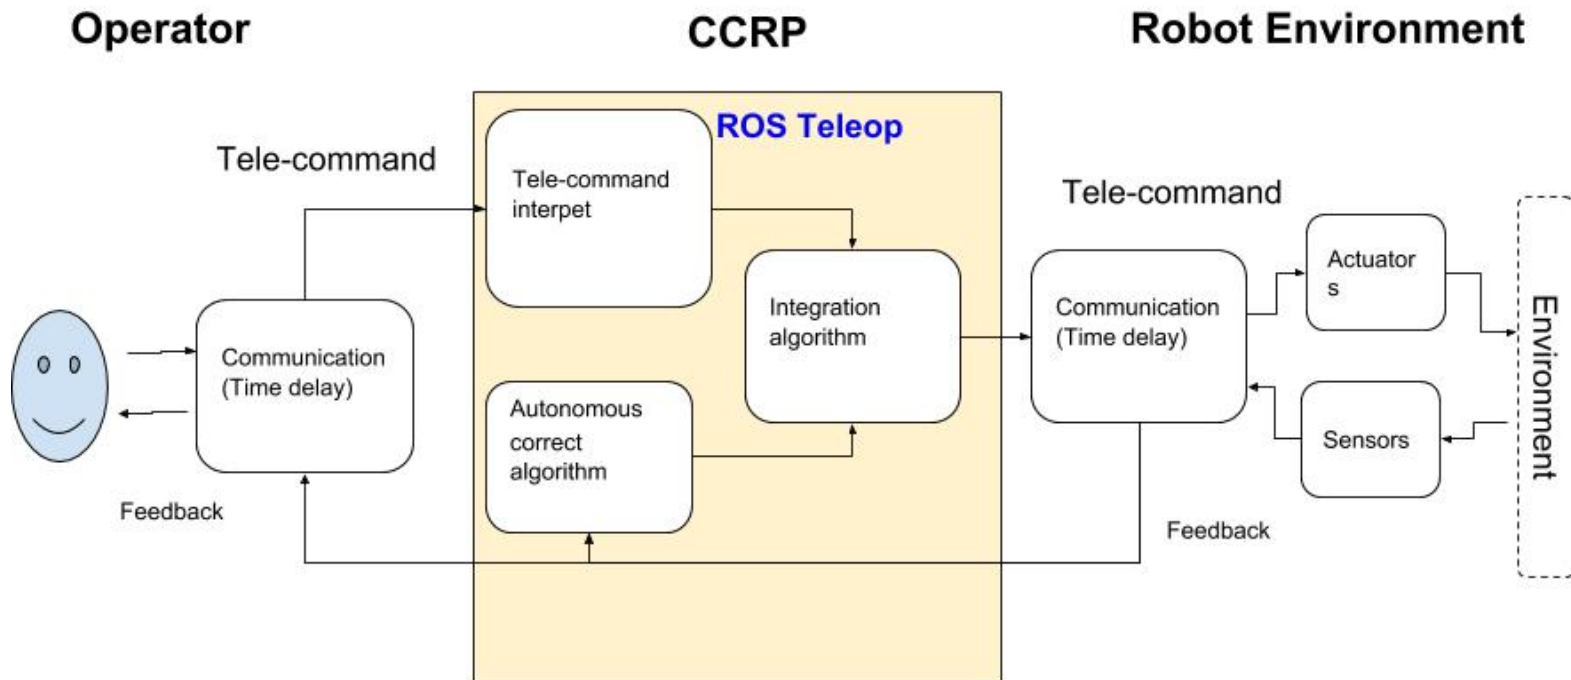 Operator
CCRP
Robot Environment
ROS Teleop
Tele-command
Tele-command
interpet
Tele-command
Communication
(Time delay)
Integration
algorithm
Communication
(Time delay)
Actuator
s
Environment
Autonomous
correct
algorithm
Sensors
Feedback
Feedback